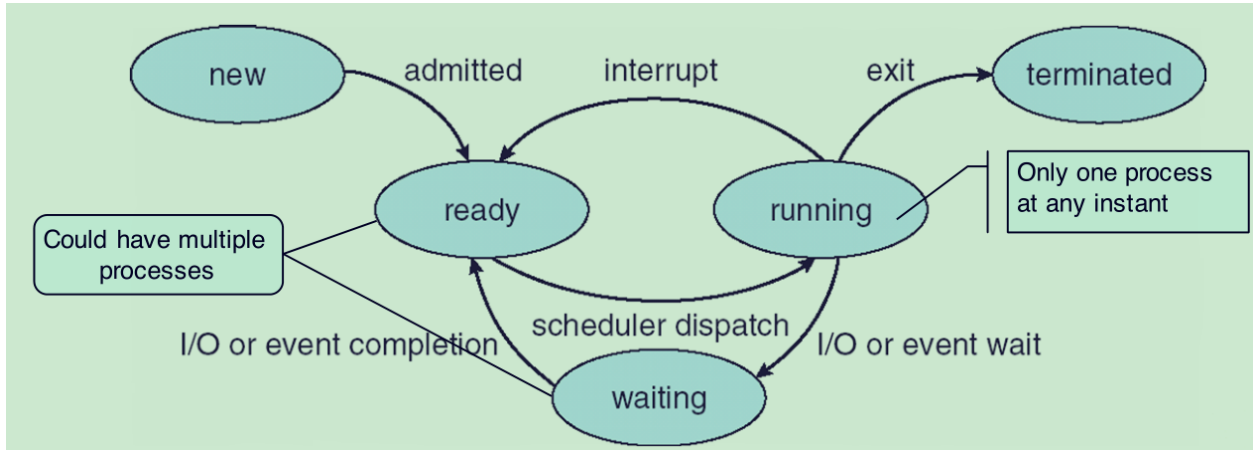 new
admitted
interrupt
exit
terminated
ready
running
Only one process
at any instant
Could have multiple
processes
scheduler dispatch
I/O or event completion
I/O or event wait
waiting